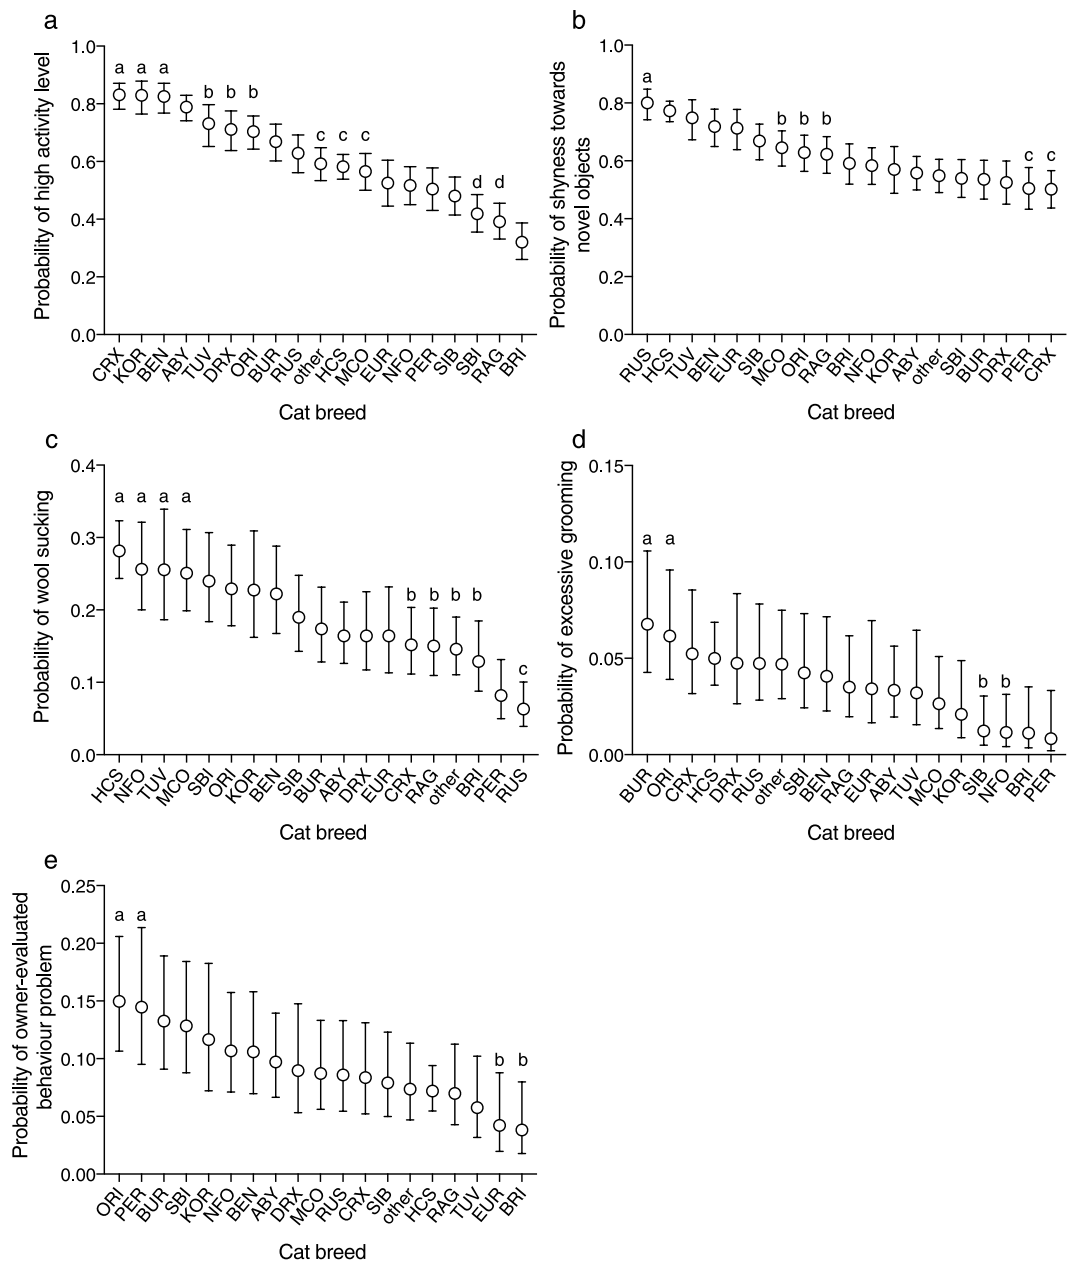 a
Probability of high activity level
1.0
0.8
0.6
0.4
0.2
0.0
a a a b b b c c c d d
CRX KOR BEN ABY TUV DRX ORI BUR RUS other HCS MCO EUR NFO PER SIB SBI RAG BRI
Cat breed
b
Probability of shyness towards
novel objects
1.0
0.8
0.6
0.4
0.2
0.0
a b b b c c
RUS HCS TUV BEN EUR SIB MCO ORI RAG BRI NFO KOR ABY other SBI BUR DRX PER CRX
Cat breed
c
Probability of wool sucking
0.4
0.3
0.2
0.1
0.0
a a a a b b b b c
HCS NFO TUV MCO SBI ORI KOR BEN SIB BUR ABY DRX EUR CRX RAG other BRI PER RUS
Cat breed
d
Probability of excessive grooming
0.15
0.10
0.05
0.00
a a b b
BUR ORI CRX HCS DRX RUS other SBI BEN RAG EUR ABY TUV MCO KOR SIB NFO BRI PER
Cat breed
e
Probability of owner-evaluated
behaviour problem
0.25
0.20
0.15
0.10
0.05
0.00
a a b b
ORI PER BUR SBI KOR NFO BEN ABY DRX MCO RUS CRX SIB other HCS RAG TUV EUR BRI
Cat breed